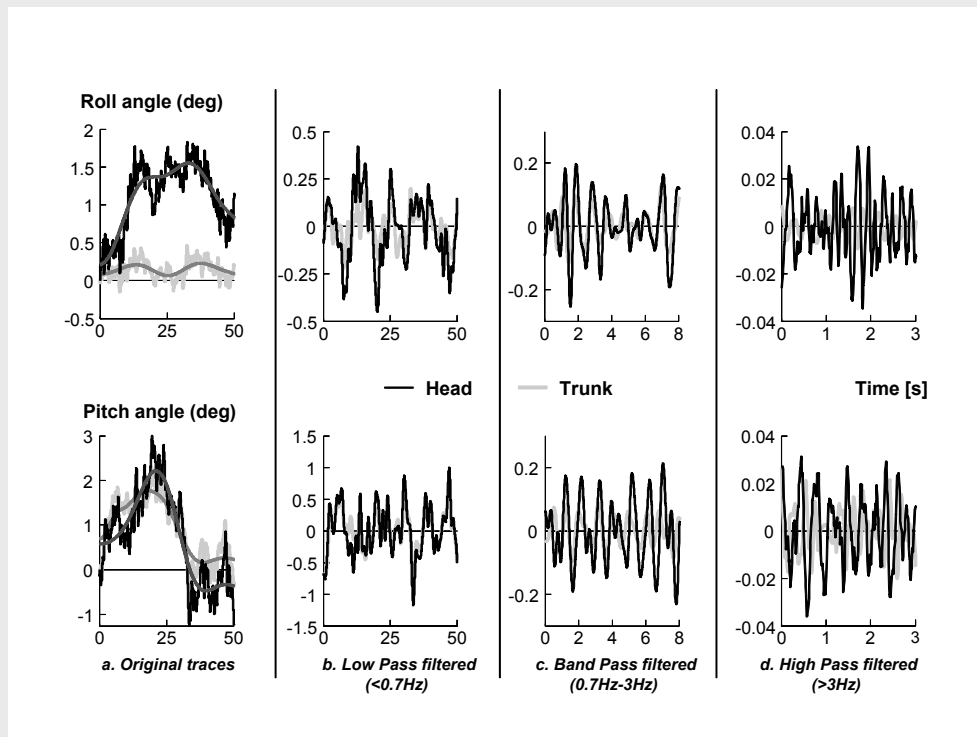 Roll angle (deg)
2
1.5
1
0.5
0
-0.5
0 25 50
0.5
0.25
0
-0.25
-0.5
0 25 50
0.2
0
-0.2
0 2 4 6 8
0.04
0.02
0
-0.02
-0.04
0 1 2 3
Head Trunk Time [s]
Pitch angle (deg)
3
2
1
0
-1
0 25 50
1.5
1
0.5
0
-0.5
-1
-1.5
0 25 50
0.2
0
-0.2
0 2 4 6 8
0.04
0.02
0
-0.02
-0.04
0 1 2 3
a. Original traces
b. Low Pass filtered
(<0.7Hz)
c. Band Pass filtered
(0.7Hz-3Hz)
d. High Pass filtered
(>3Hz)